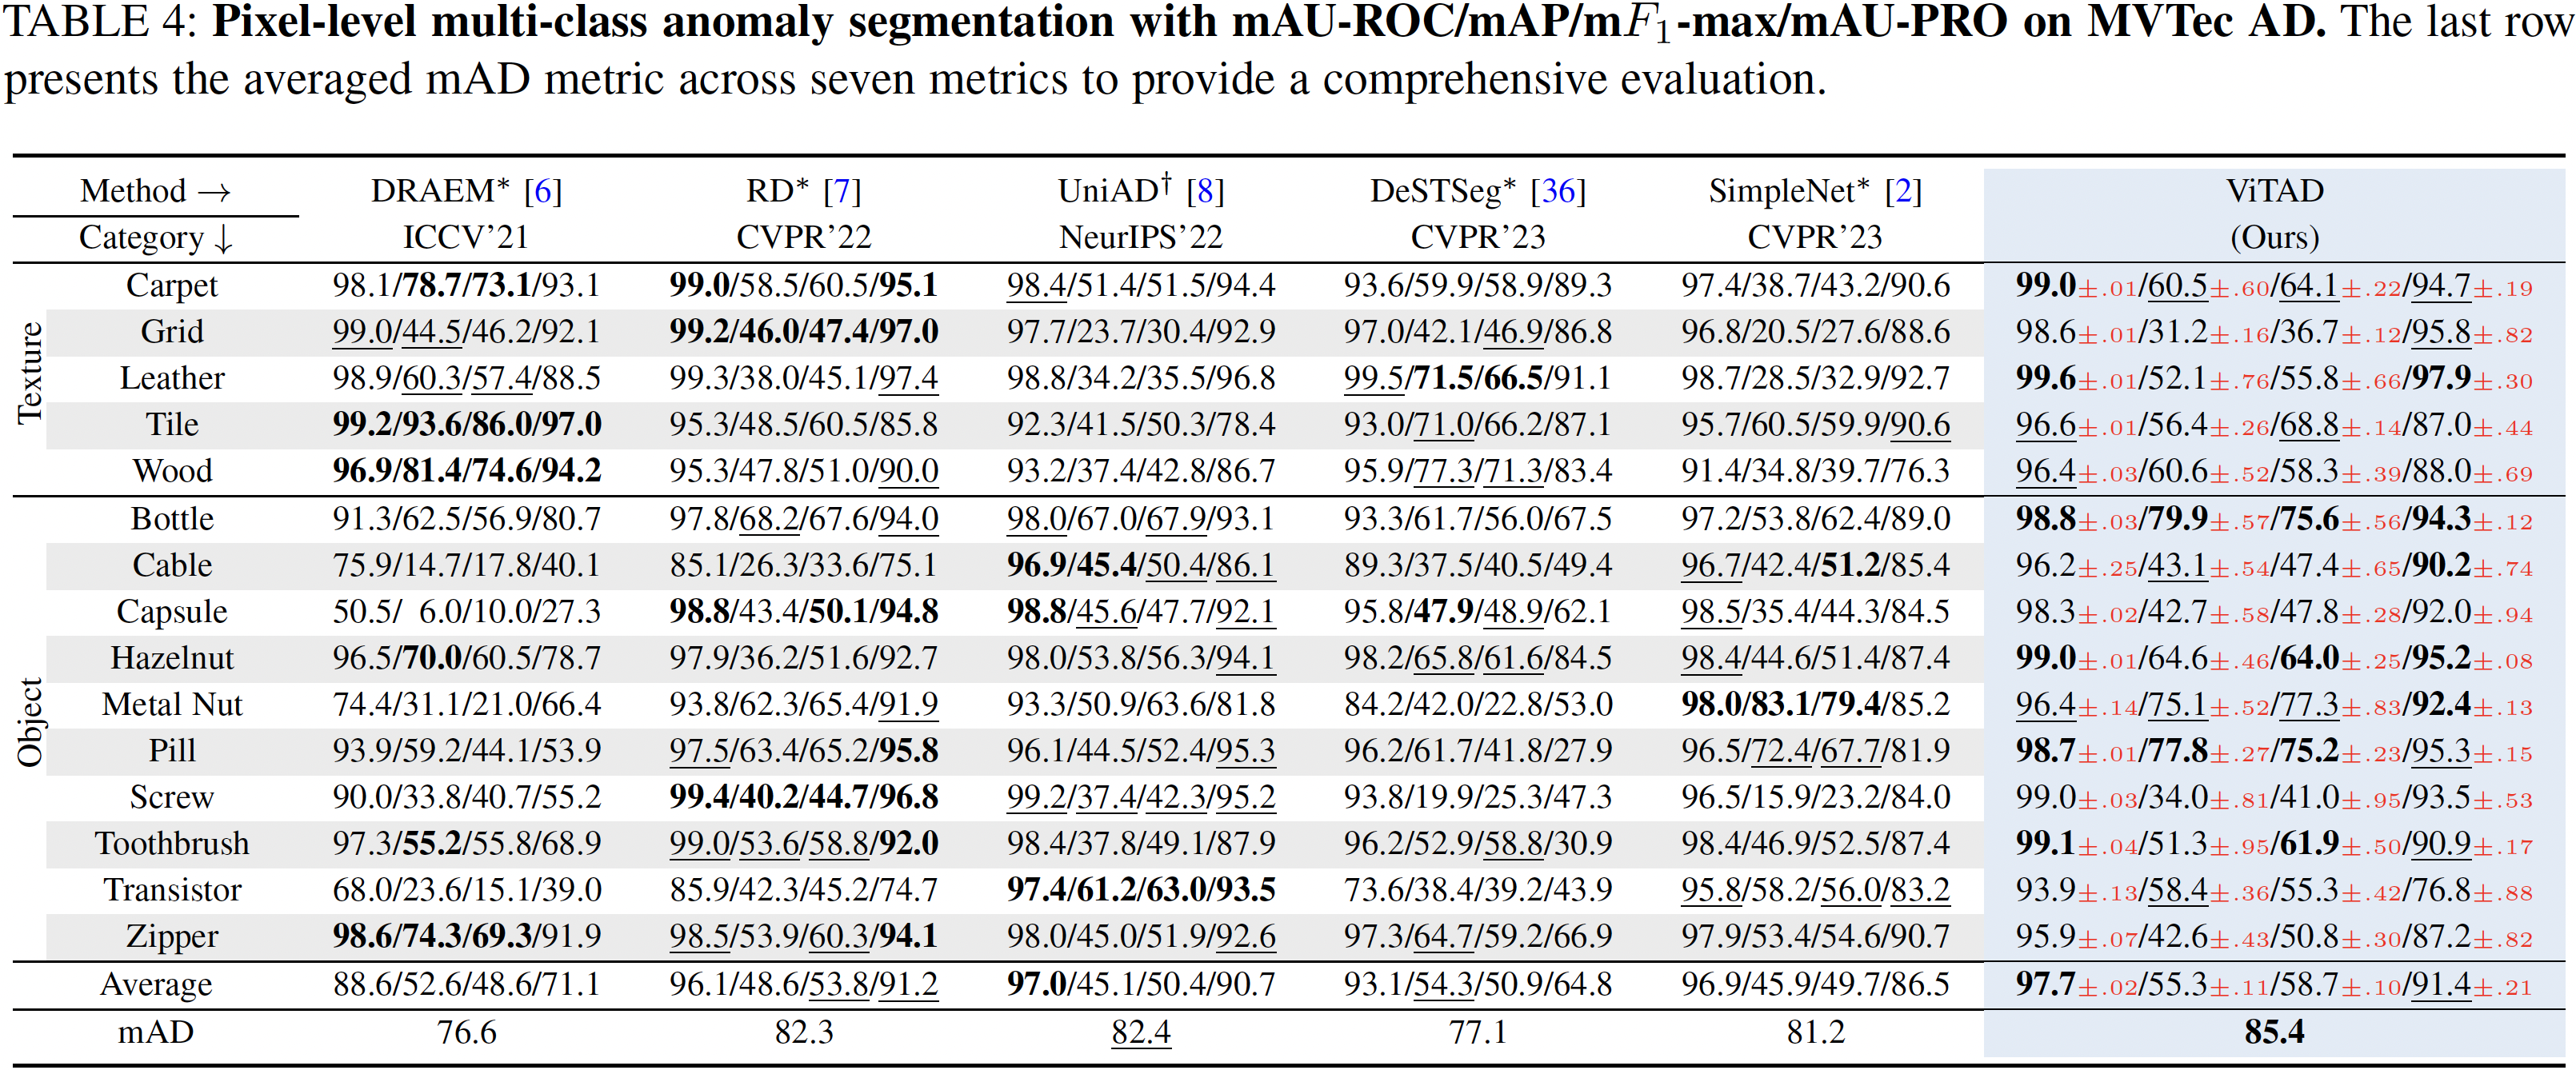 TABLE 4: Pixel-level multi-class anomaly segmentation with mAU-ROC/mAP/mF1-max/mAU-PRO on MVTec AD. The last row
presents the averaged mAD metric across seven metrics to provide a comprehensive evaluation.
Method → DRAEM* [6] RD* [7] UniAD† [8] DeSTSeg* [36] SimpleNet* [2] ViTAD
Category ↓ ICCV'21 CVPR'22 NeurIPS'22 CVPR'23 CVPR'23 (Ours)
Texture
Carpet 98.1/78.7/73.1/93.1 99.0/58.5/60.5/95.1 98.4/51.4/51.5/94.4 93.6/59.9/58.9/89.3 97.4/38.7/43.2/90.6 99.0±.01/60.5±.60/64.1±.22/94.7±.19
Grid 99.0/44.5/46.2/92.1 99.2/46.0/47.4/97.0 97.7/23.7/30.4/92.9 97.0/42.1/46.9/86.8 96.8/20.5/27.6/88.6 98.6±.01/31.2±.16/36.7±.12/95.8±.82
Leather 98.9/60.3/57.4/88.5 99.3/38.0/45.1/97.4 98.8/34.2/35.5/96.8 99.5/71.5/66.5/91.1 98.7/28.5/32.9/92.7 99.6±.01/52.1±.76/55.8±.66/97.9±.30
Tile 99.2/93.6/86.0/97.0 95.3/48.5/60.5/85.8 92.3/41.5/50.3/78.4 93.0/71.0/66.2/87.1 95.7/60.5/59.9/90.6 96.6±.01/56.4±.26/68.8±.14/87.0±.44
Wood 96.9/81.4/74.6/94.2 95.3/47.8/51.0/90.0 93.2/37.4/42.8/86.7 95.9/77.3/71.3/83.4 91.4/34.8/39.7/76.3 96.4±.03/60.6±.52/58.3±.39/88.0±.69
Object
Bottle 91.3/62.5/56.9/80.7 97.8/68.2/67.6/94.0 98.0/67.0/67.9/93.1 93.3/61.7/56.0/67.5 97.2/53.8/62.4/89.0 98.8±.03/79.9±.57/75.6±.56/94.3±.12
Cable 75.9/14.7/17.8/40.1 85.1/26.3/33.6/75.1 96.9/45.4/50.4/86.1 89.3/37.5/40.5/49.4 96.7/42.4/51.2/85.4 96.2±.25/43.1±.54/47.4±.65/90.2±.74
Capsule 50.5/ 6.0/10.0/27.3 98.8/43.4/50.1/94.8 98.8/45.6/47.7/92.1 95.8/47.9/48.9/62.1 98.5/35.4/44.3/84.5 98.3±.02/42.7±.58/47.8±.28/92.0±.94
Hazelnut 96.5/70.0/60.5/78.7 97.9/36.2/51.6/92.7 98.0/53.8/56.3/94.1 98.2/65.8/61.6/84.5 98.4/44.6/51.4/87.4 99.0±.01/64.6±.46/64.0±.25/95.2±.08
Metal Nut 74.4/31.1/21.0/66.4 93.8/62.3/65.4/91.9 93.3/50.9/63.6/81.8 84.2/42.0/22.8/53.0 98.0/83.1/79.4/85.2 96.4±.14/75.1±.52/77.3±.83/92.4±.13
Pill 93.9/59.2/44.1/53.9 97.5/63.4/65.2/95.8 96.1/44.5/52.4/95.3 96.2/61.7/41.8/27.9 96.5/72.4/67.7/81.9 98.7±.01/77.8±.27/75.2±.23/95.3±.15
Screw 90.0/33.8/40.7/55.2 99.4/40.2/44.7/96.8 99.2/37.4/42.3/95.2 93.8/19.9/25.3/47.3 96.5/15.9/23.2/84.0 99.0±.03/34.0±.81/41.0±.95/93.5±.53
Toothbrush 97.3/55.2/55.8/68.9 99.0/53.6/58.8/92.0 98.4/37.8/49.1/87.9 96.2/52.9/58.8/30.9 98.4/46.9/52.5/87.4 99.1±.04/51.3±.95/61.9±.50/90.9±.17
Transistor 68.0/23.6/15.1/39.0 85.9/42.3/45.2/74.7 97.4/61.2/63.0/93.5 73.6/38.4/39.2/43.9 95.8/58.2/56.0/83.2 93.9±.13/58.4±.36/55.3±.42/76.8±.88
Zipper 98.6/74.3/69.3/91.9 98.5/53.9/60.3/94.1 98.0/45.0/51.9/92.6 97.3/64.7/59.2/66.9 97.9/53.4/54.6/90.7 95.9±.07/42.6±.43/50.8±.30/87.2±.82
Average 88.6/52.6/48.6/71.1 96.1/48.6/53.8/91.2 97.0/45.1/50.4/90.7 93.1/54.3/50.9/64.8 96.9/45.9/49.7/86.5 97.7±.02/55.3±.11/58.7±.10/91.4±.21
mAD 76.6 82.3 82.4 77.1 81.2 85.4